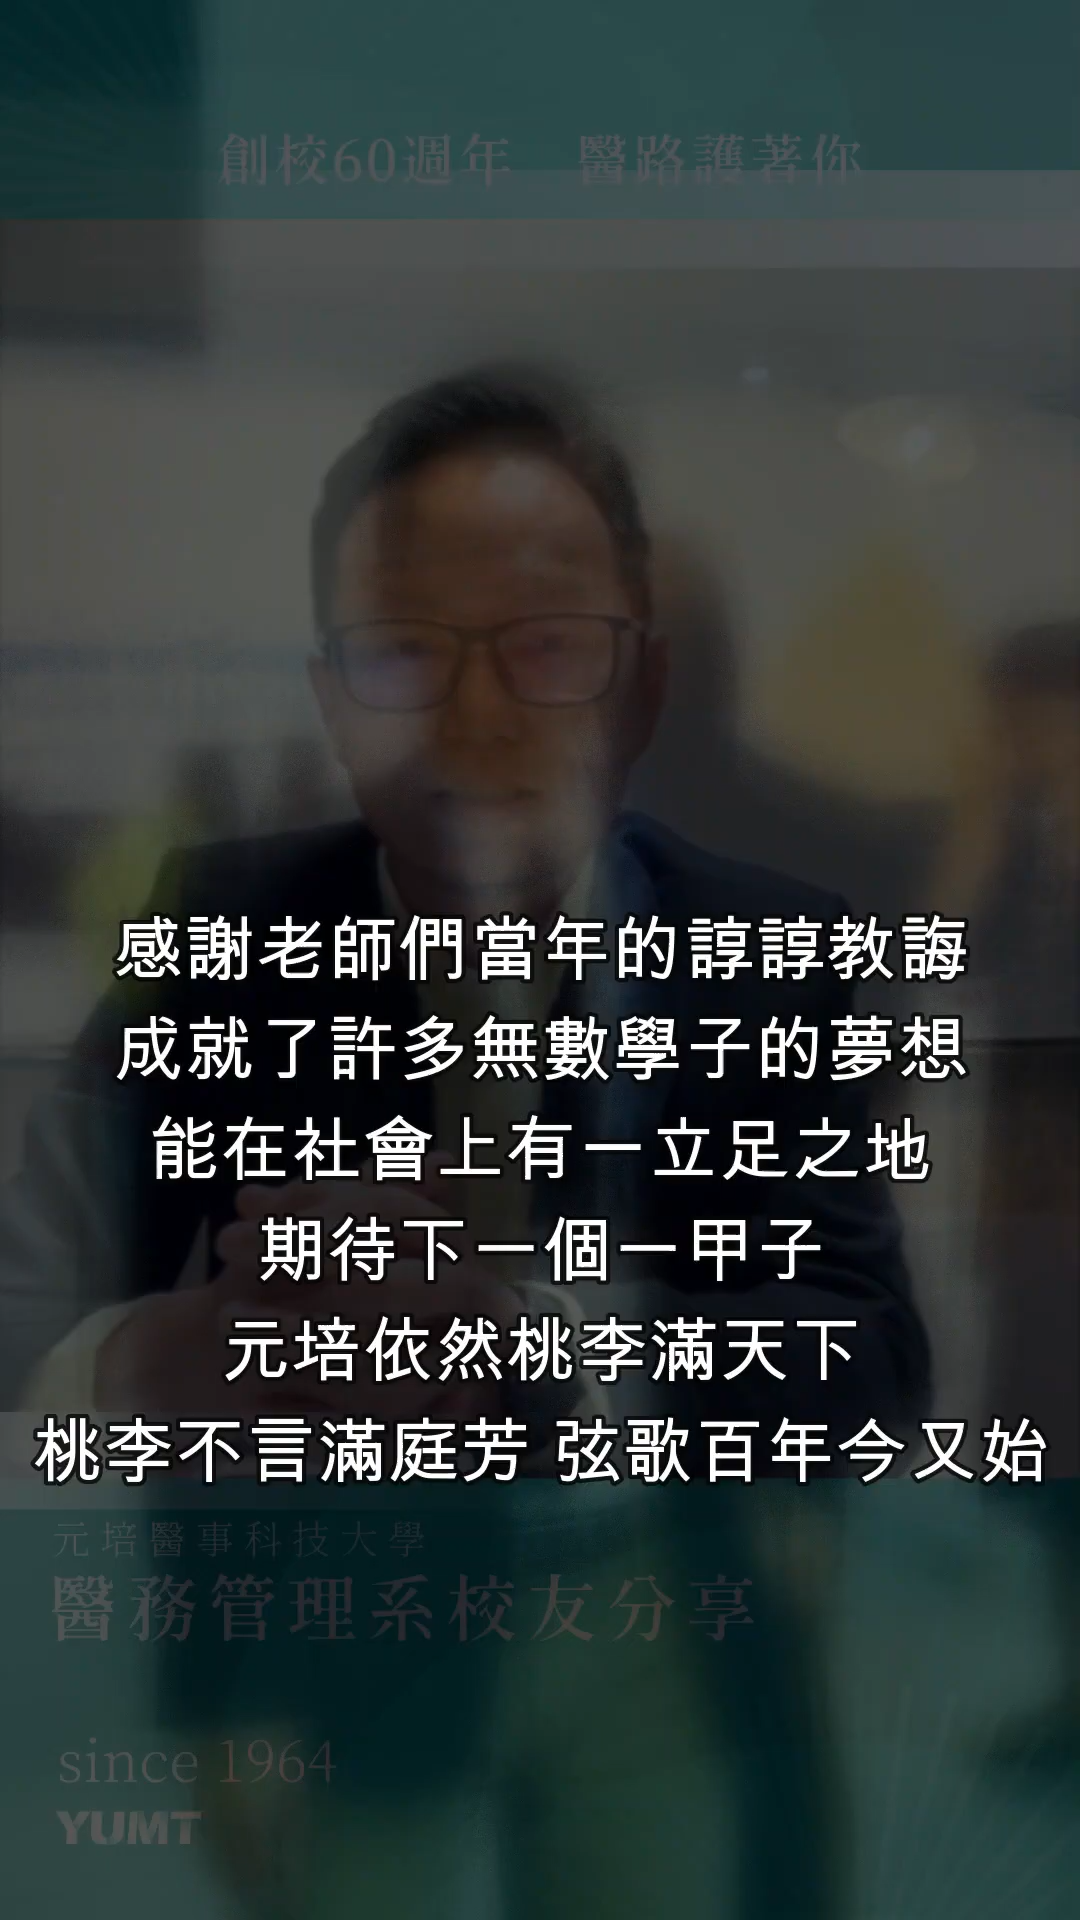 創校60週年　醫路護著你
感謝老師們當年的諄諄教誨
成就了許多無數學子的夢想
能在社會上有一立足之地
期待下一個一甲子
元培依然桃李滿天下
桃李不言滿庭芳 弦歌百年今又始
元培醫事科技大學
醫務管理系校友分享
since 1964
YUMT